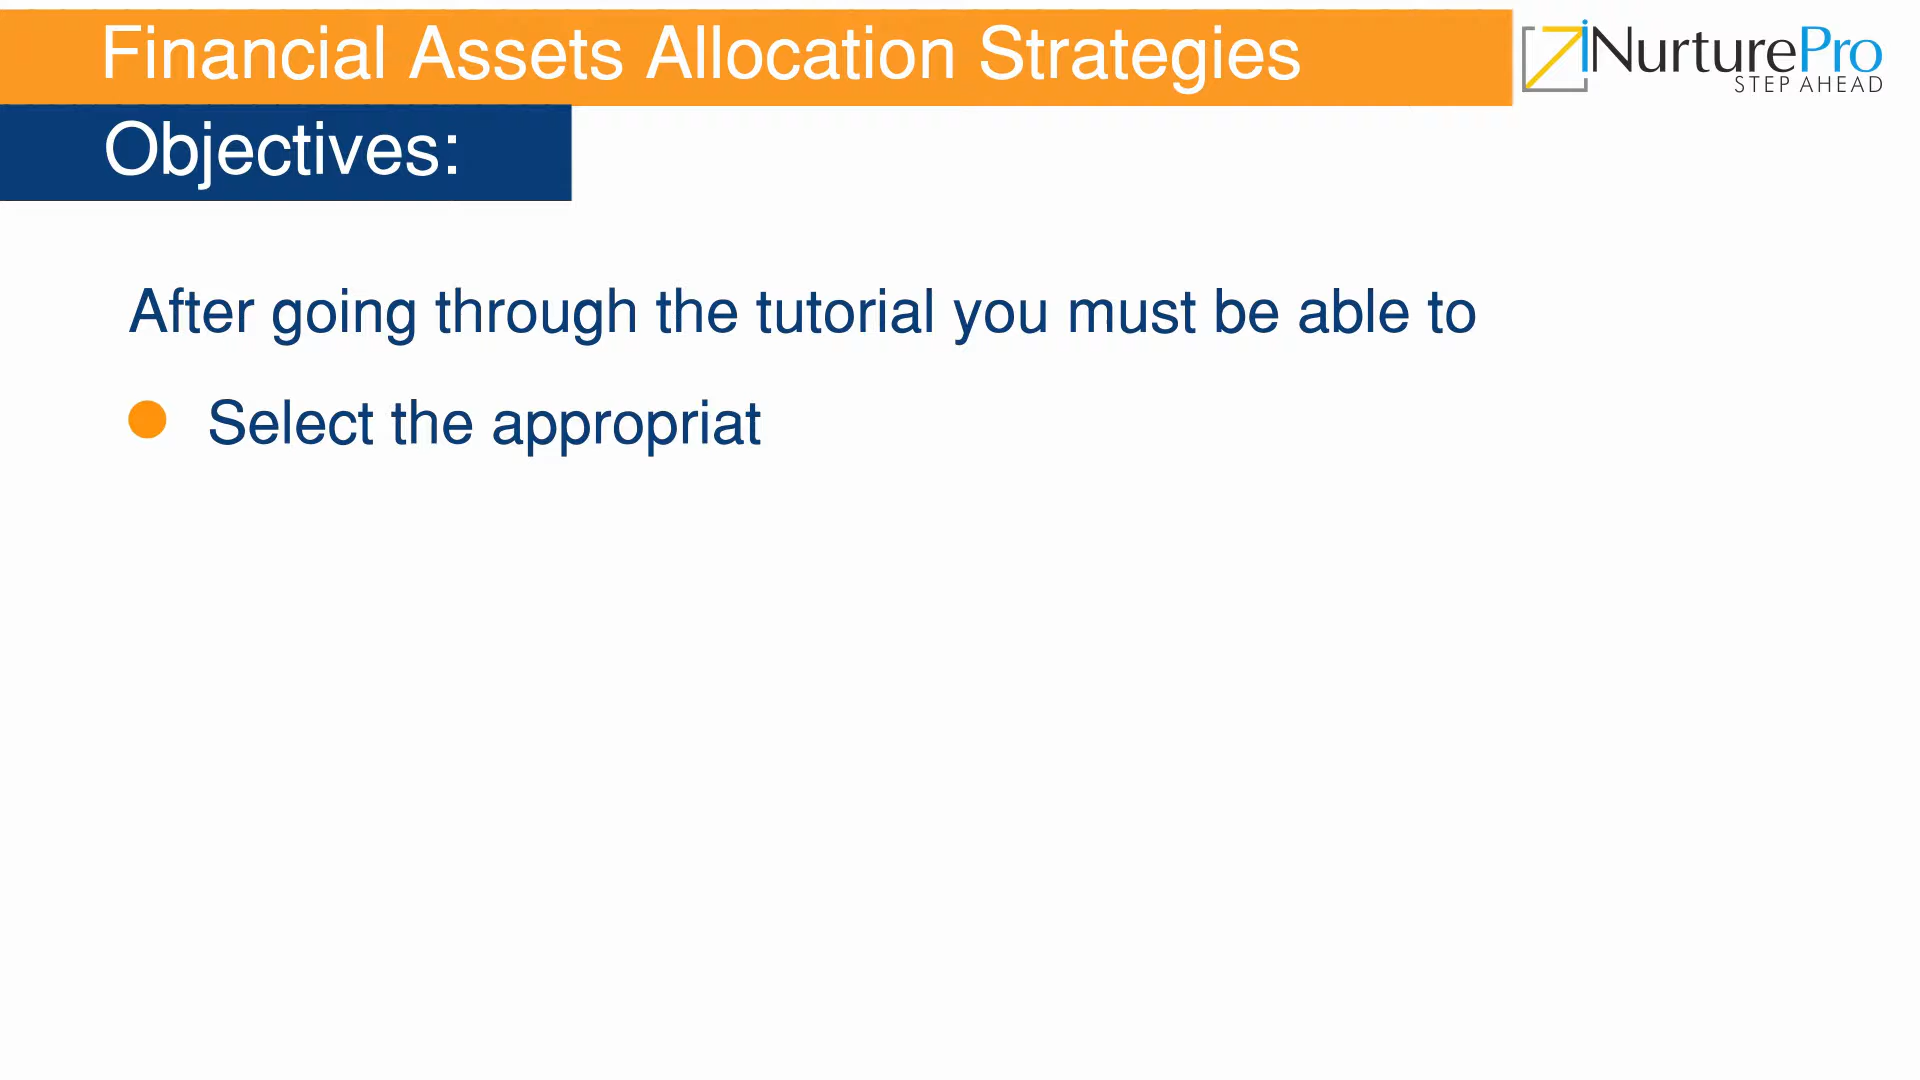 Financial Assets Allocation Strategies
iNurturePro
STEP AHEAD
Objectives:
After going through the tutorial you must be able to
Select the appropriat